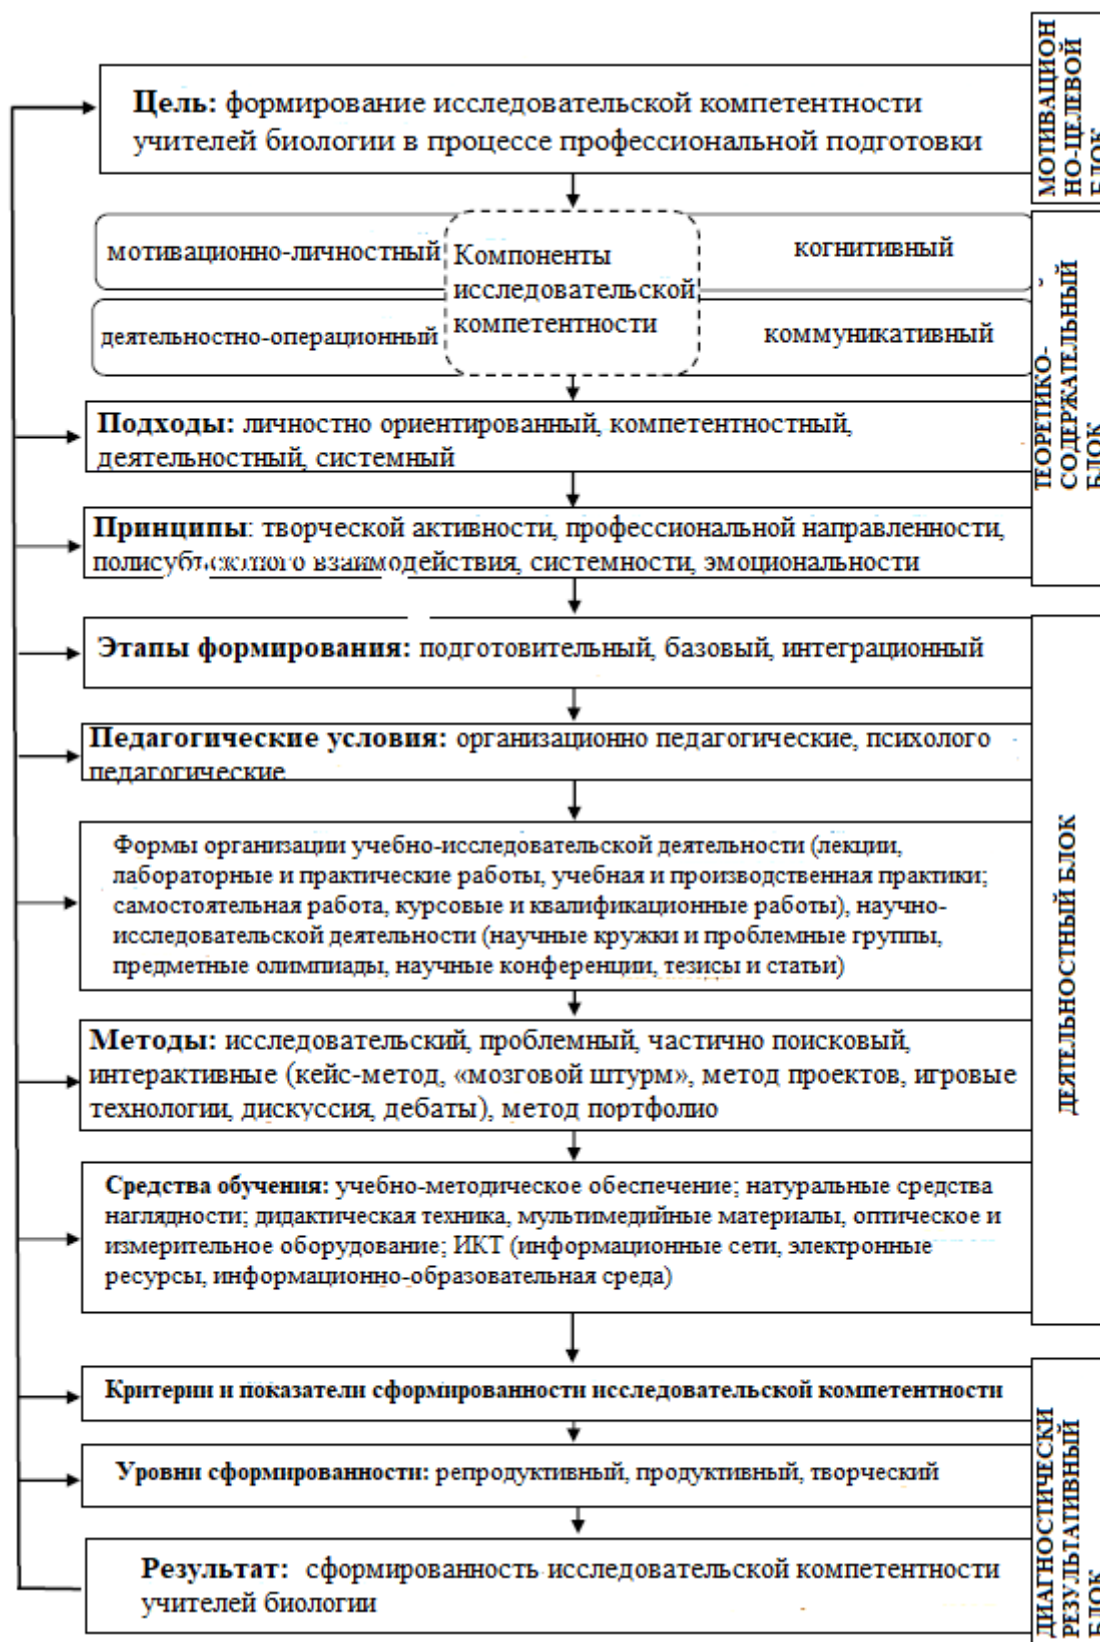 МОТИВАЦИОН
НО-ЦЕЛЕВОЙ
БЛОК
Цель: формирование исследовательской компетентности
учителей биологии в процессе профессиональной подготовки
мотивационно-личностный
Компоненты
исследовательской
компетентности
когнитивный
деятельностно-операционный
коммуникативный
ТЕОРЕТИКО-
СОДЕРЖАТЕЛЬНЫЙ
БЛОК
Подходы: личностно ориентированный, компетентностный,
деятельностный, системный
Принципы: творческой активности, профессиональной направленности,
взаимодействия, системности, эмоциональности
Этапы формирования: подготовительный, базовый, интеграционный
Педагогические условия: организационно педагогические, психолого
педагогические
ДЕЯТЕЛЬНОСТНЫЙ БЛОК
Формы организации учебно-исследовательской деятельности (лекции,
лабораторные и практические работы, учебная и производственная практики;
самостоятельная работа, курсовые и квалификационные работы), научно-
исследовательской деятельности (научные кружки и проблемные группы,
предметные олимпиады, научные конференции, тезисы и статьи)
Методы: исследовательский, проблемный, частично поисковый,
интерактивные (кейс-метод, «мозговой штурм», метод проектов, игровые
технологии, дискуссия, дебаты), метод портфолио
Средства обучения: учебно-методическое обеспечение; натуральные средства
наглядности; дидактическая техника, мультимедийные материалы, оптическое и
измерительное оборудование; ИКТ (информационные сети, электронные
ресурсы, информационно-образовательная среда)
Критерии и показатели сформированности исследовательской компетентности
Уровни сформированности: репродуктивный, продуктивный, творческий
Результат: сформированность исследовательской компетентности
учителей биологии
ДИАГНОСТИЧЕСКИ
РЕЗУЛЬТАТИВНЫЙ
БЛОК